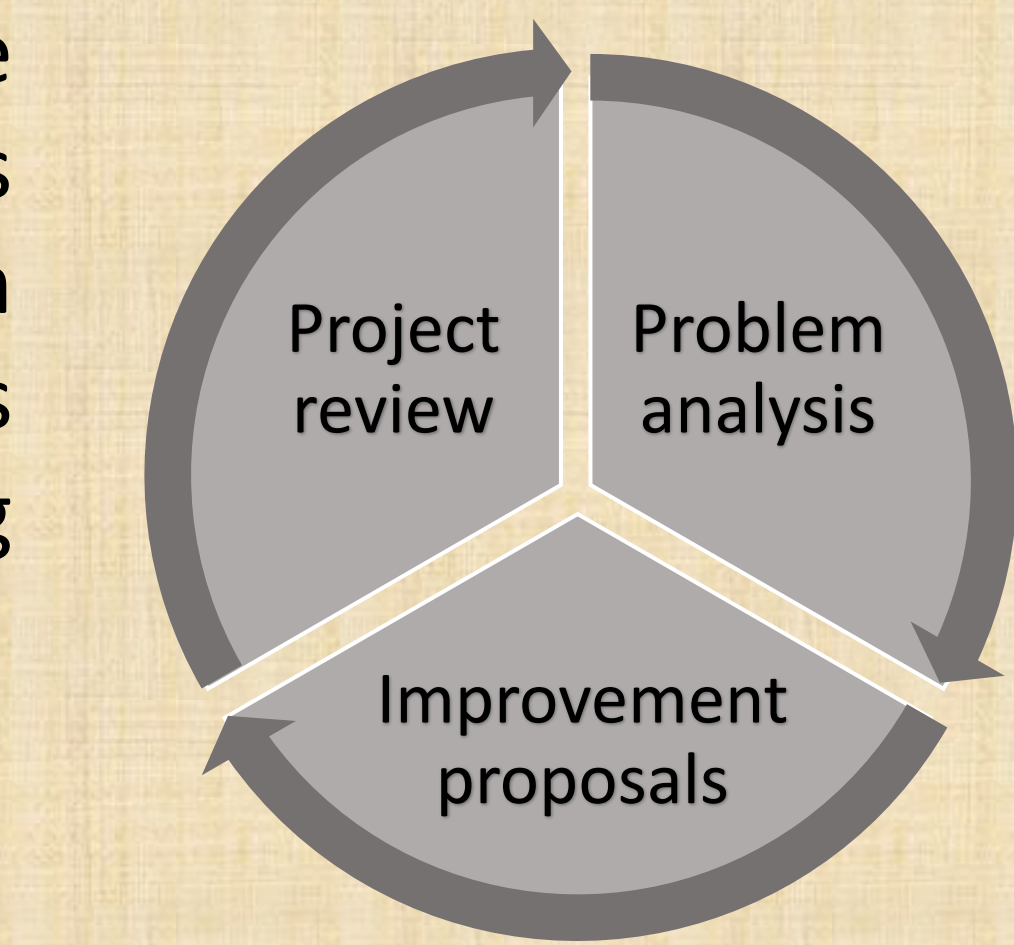 e
s
n
s
g
Project
review
Problem
analysis
Improvement
proposals